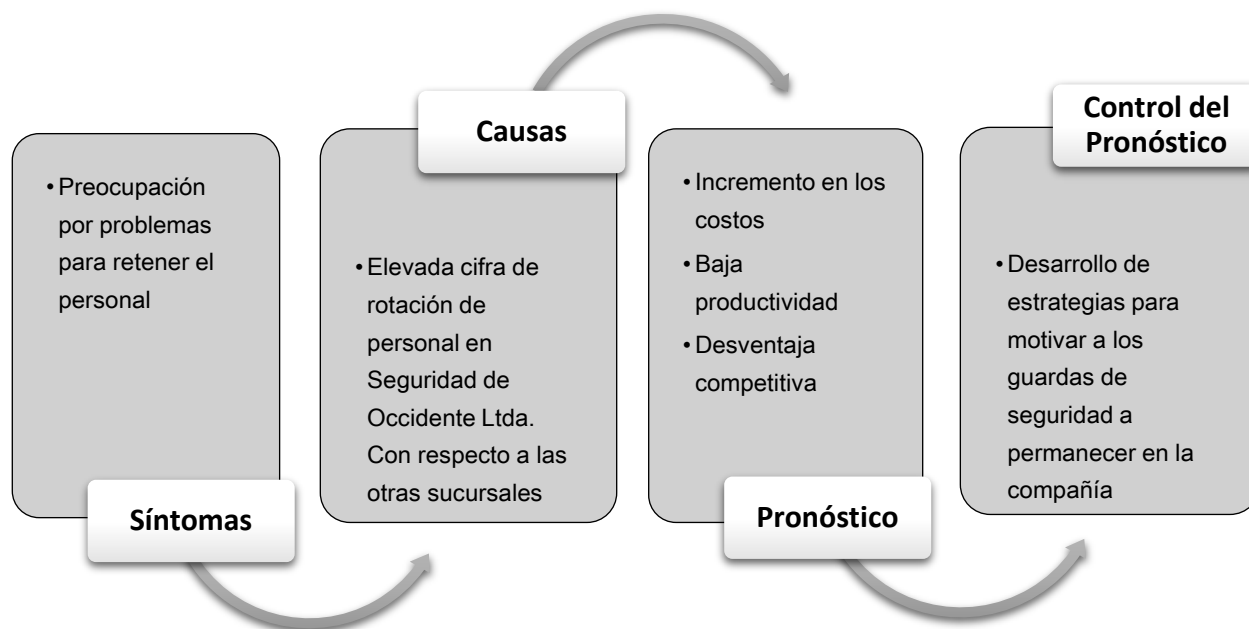 • Preocupación
por problemas
para retener el
personal
Síntomas
Causas
• Elevada cifra de
rotación de
personal en
Seguridad de
Occidente Ltda.
Con respecto a las
otras sucursales
• Incremento en los
costos
• Baja
productividad
• Desventaja
competitiva
Pronóstico
Control del
Pronóstico
• Desarrollo de
estrategias para
motivar a los
guardas de
seguridad a
permanecer en la
compañía